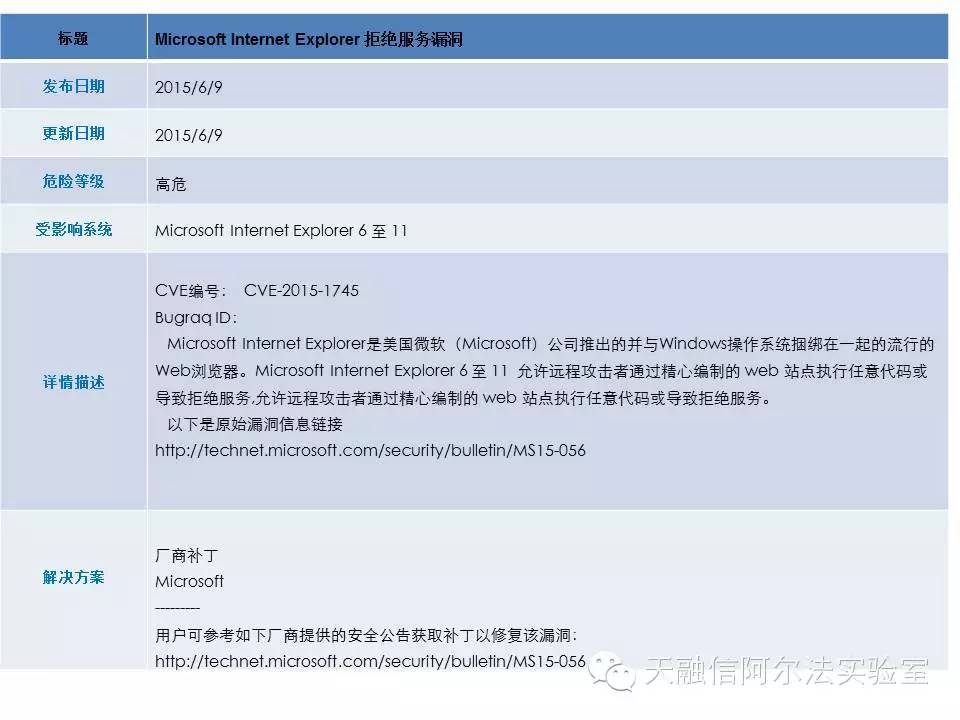 标题
Microsoft Internet Explorer 拒绝服务漏洞
发布日期
2015/6/9
更新日期
2015/6/9
危险等级
高危
受影响系统
Microsoft Internet Explorer 6 至 11
详情描述
CVE编号： CVE-2015-1745
Bugraq ID：
Microsoft Internet Explorer是美国微软（Microsoft）公司推出的并与Windows操作系统捆绑在一起的流行的
Web浏览器。Microsoft Internet Explorer 6 至 11 允许远程攻击者通过精心编制的 web 站点执行任意代码或
导致拒绝服务,允许远程攻击者通过精心编制的 web 站点执行任意代码或导致拒绝服务。
以下是原始漏洞信息链接
http://technet.microsoft.com/security/bulletin/MS15-056
解决方案
厂商补丁
Microsoft
---------
用户可参考如下厂商提供的安全公告获取补丁以修复该漏洞：
http://technet.microsoft.com/security/bulletin/MS15-056
天融信阿尔法实验室